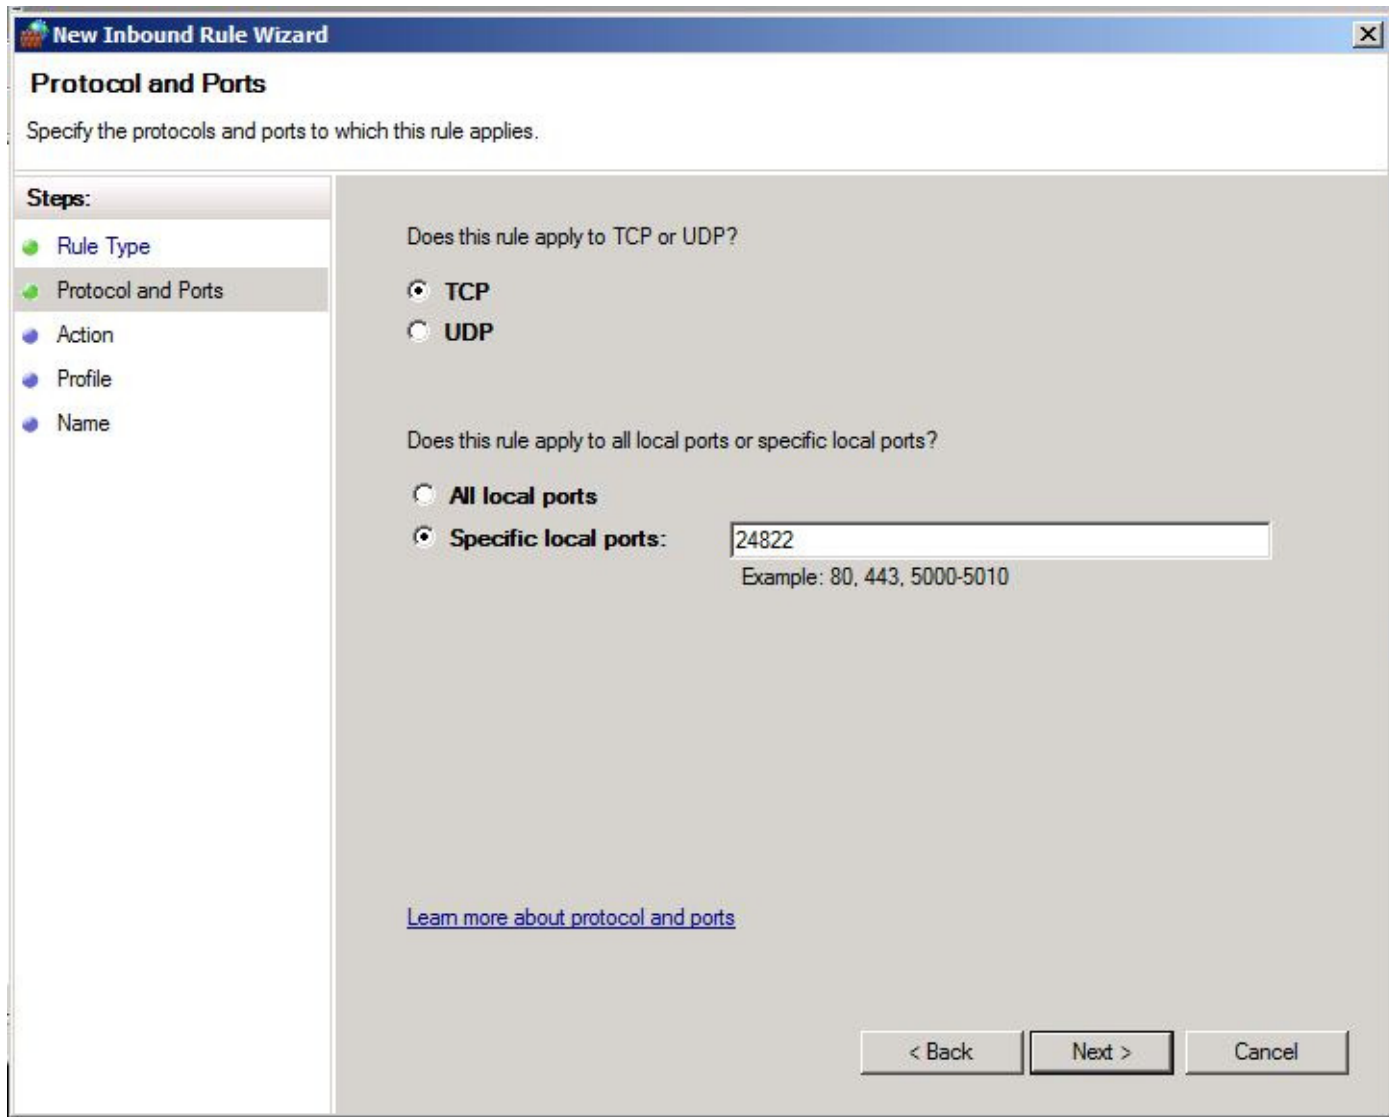 New Inbound Rule Wizard
Protocol and Ports
Specify the protocols and ports to which this rule applies.
Steps:
Rule Type
Protocol and Ports
Action
Profile
Name
Does this rule apply to TCP or UDP?
TCP
UDP
Does this rule apply to all local ports or specific local ports?
All local ports
Specific local ports: 24822
Example: 80, 443, 5000-5010
Learn more about protocol and ports
< Back Next > Cancel